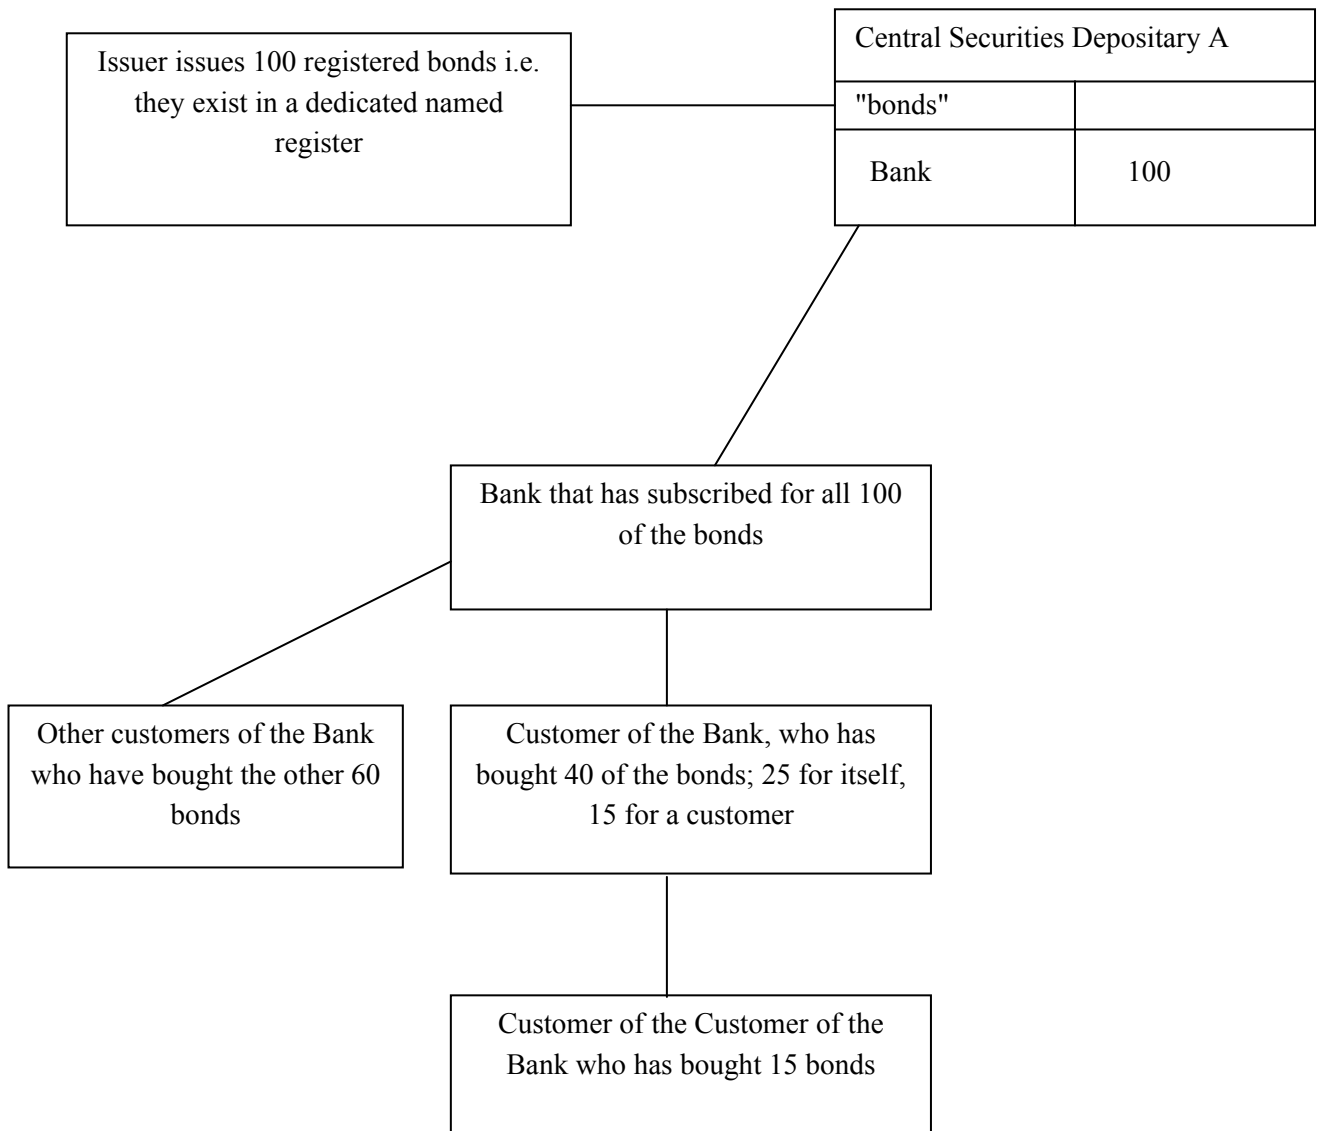 Issuer issues 100 registered bonds i.e.
they exist in a dedicated named
register
Central Securities Depositary A
"bonds"
Bank 100
Bank that has subscribed for all 100
of the bonds
Other customers of the Bank
who have bought the other 60
bonds
Customer of the Bank, who has
bought 40 of the bonds; 25 for itself,
15 for a customer
Customer of the Customer of the
Bank who has bought 15 bonds